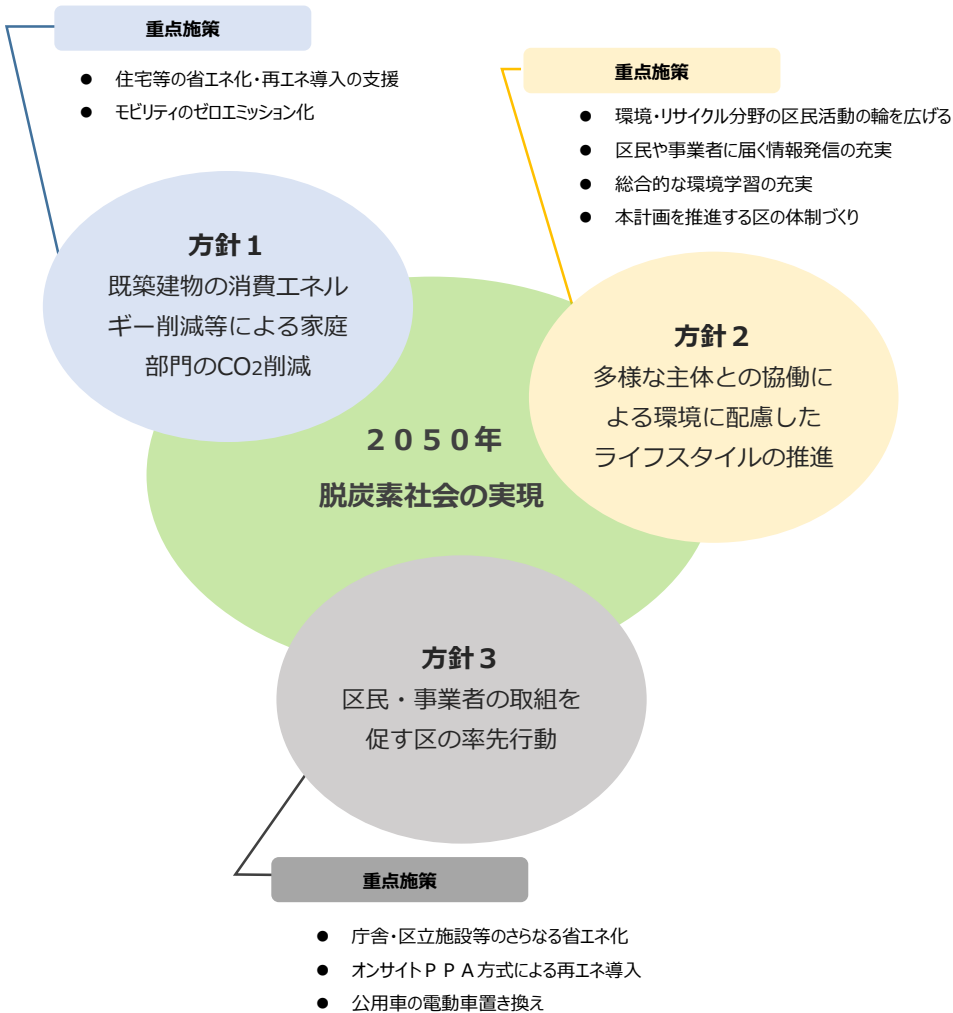 重点施策
● 住宅等の省エネ化・再エネ導入の支援
● モビリティのゼロエミッション化
方針１
既築建物の消費エネル
ギー削減等による家庭
部門のCO2削減
重点施策
● 環境・リサイクル分野の区民活動の輪を広げる
● 区民や事業者に届く情報発信の充実
● 総合的な環境学習の充実
● 本計画を推進する区の体制づくり
方針２
多様な主体との協働に
よる環境に配慮した
ライフスタイルの推進
２０５０年
脱炭素社会の実現
方針３
区民・事業者の取組を
促す区の率先行動
重点施策
● 庁舎・区立施設等のさらなる省エネ化
● オンサイトＰＰＡ方式による再エネ導入
● 公用車の電動車置き換え